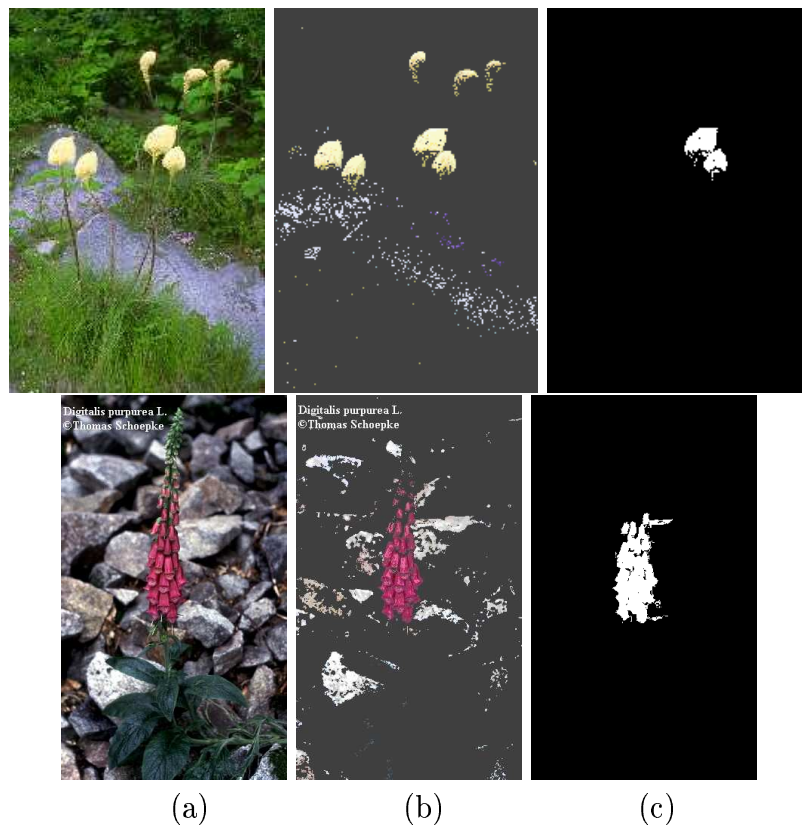 Digitalis purpurea L.
©Thomas Schoepke
Digitalis purpurea L.
©Thomas Schoepke
(a) (b) (c)